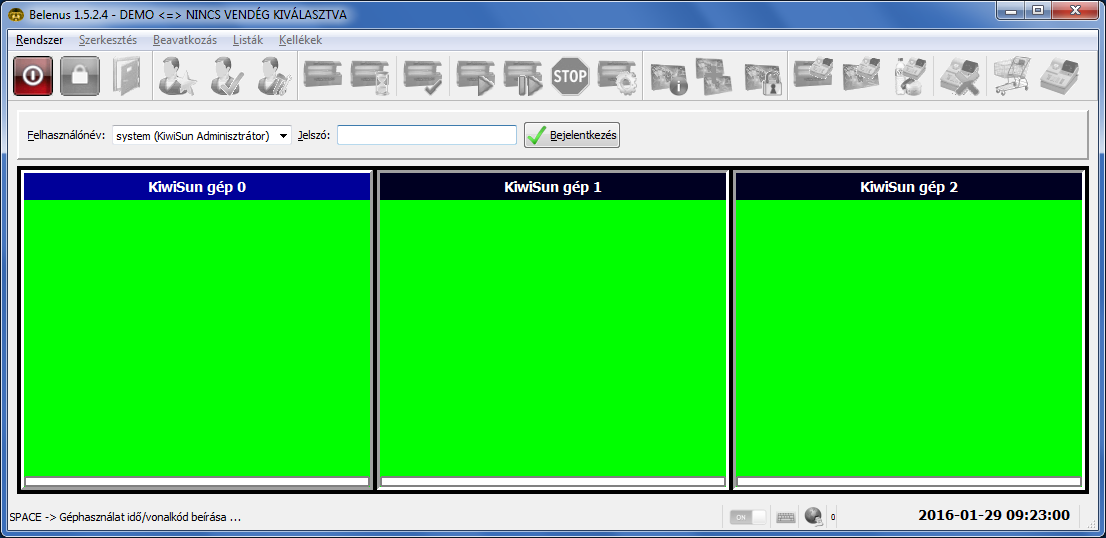 Belenus 1.5.2.4 - DEMO <=> NINCS VENDÉG KIVÁLASZTVA
Rendszer Szerkesztés Beavatkozás Listák Kellékek
STOP
Felhasználónév: system (KiwiSun Adminisztrátor) Jelszó: Bejelentkezés
KiwiSun gép 0 KiwiSun gép 1 KiwiSun gép 2
SPACE -> Géphasználat idő/vonalkód beírása ... ON 0 2016-01-29 09:23:00